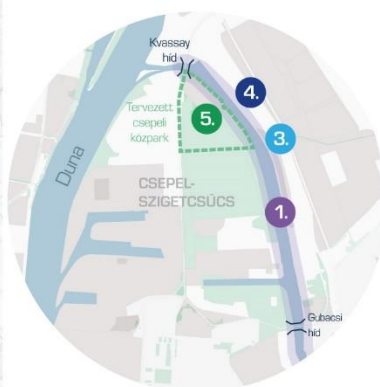 Kvassay
híd
4.
Tervezett
csepeli
közpark
5.
3.
Duna
CSEPEL-
SZIGETCSÚCS
1.
Gubacsi
híd